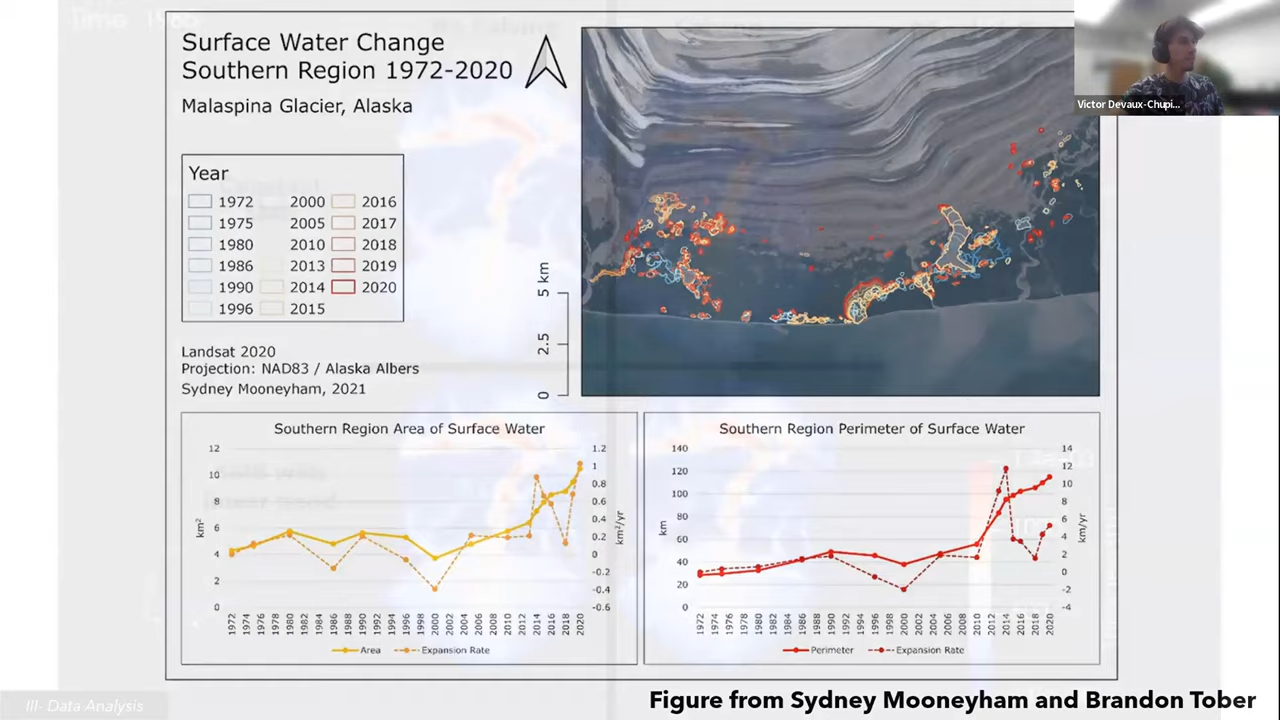 Time 1986
Surface Water Change
Southern Region 1972-2020
Malaspina Glacier, Alaska
Victor Devaux-Chupi...
Year
1972 2000 2016
1975 2005 2017
1980 2010 2018
1986 2013 2019
1990 2014 2020
1996 2015
5 km
2.5
0
Landsat 2020
Projection: NAD83 / Alaska Albers
Sydney Mooneyham, 2021
Southern Region Area of Surface Water
12
10
8
6
4
2
0
km²
1.2
1
0.8
0.6
0.4
0.2
0
-0.2
-0.4
-0.6
km²/yr
1972 1974 1976 1978 1980 1982 1984 1986 1988 1990 1992 1994 1996 1998 2000 2002 2004 2006 2008 2010 2012 2014 2016 2018 2020
Area Expansion Rate
Southern Region Perimeter of Surface Water
140
120
100
80
60
40
20
0
km
14
12
10
8
6
4
2
0
-2
-4
km/yr
1972 1974 1976 1978 1980 1982 1984 1986 1988 1990 1992 1994 1996 1998 2000 2002 2004 2006 2008 2010 2012 2014 2016 2018 2020
Perimeter Expansion Rate
III- Data Analysis
Figure from Sydney Mooneyham and Brandon Tober